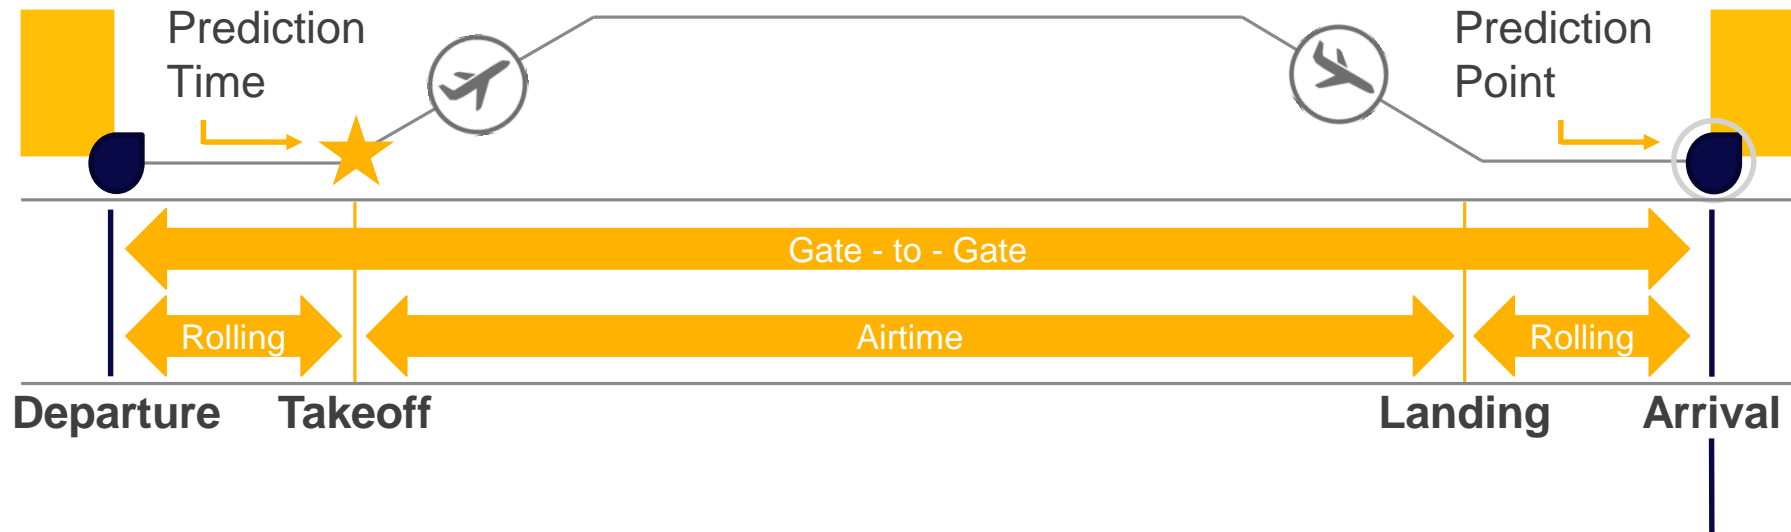 Prediction
Time
Prediction
Point
Gate - to - Gate
Rolling
Airtime
Rolling
Departure
Takeoff
Landing
Arrival